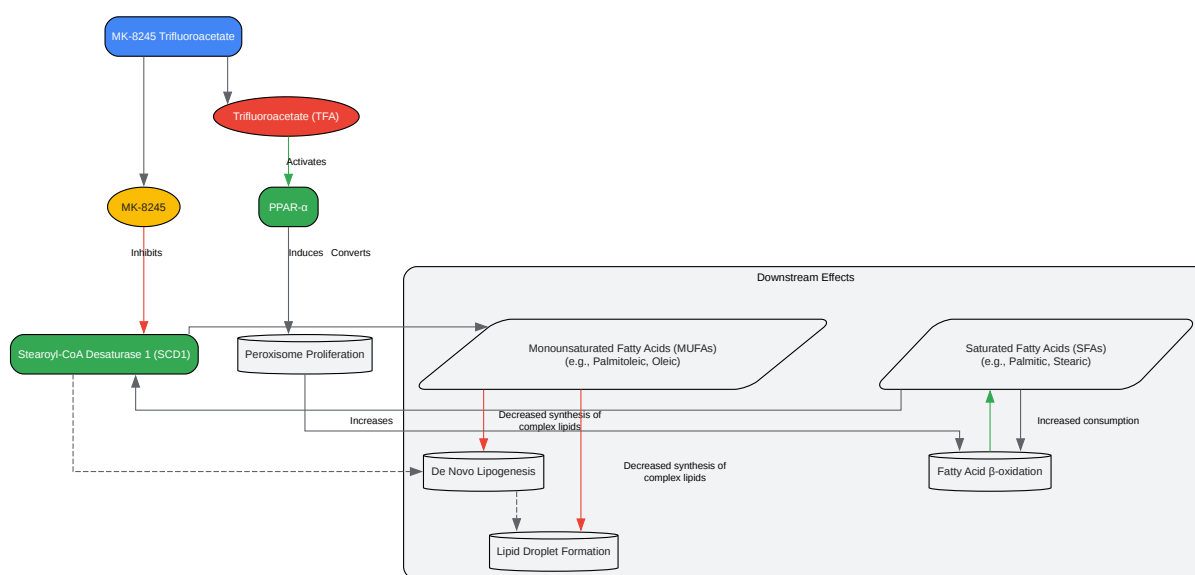 MK-8245 Trifluoroacetate
Trifluoroacetate (TFA)
Activates
MK-8245
PPAR-α
Inhibits
Induces
Converts
Downstream Effects
Stearoyl-CoA Desaturase 1 (SCD1)
Peroxisome Proliferation
Monounsaturated Fatty Acids (MUFAs)
(e.g., Palmitoleic, Oleic)
Saturated Fatty Acids (SFAs)
(e.g., Palmitic, Stearic)
Increases
Decreased synthesis of
complex lipids
Increased consumption
De Novo Lipogenesis
Decreased synthesis of
complex lipids
Fatty Acid β-oxidation
Lipid Droplet Formation